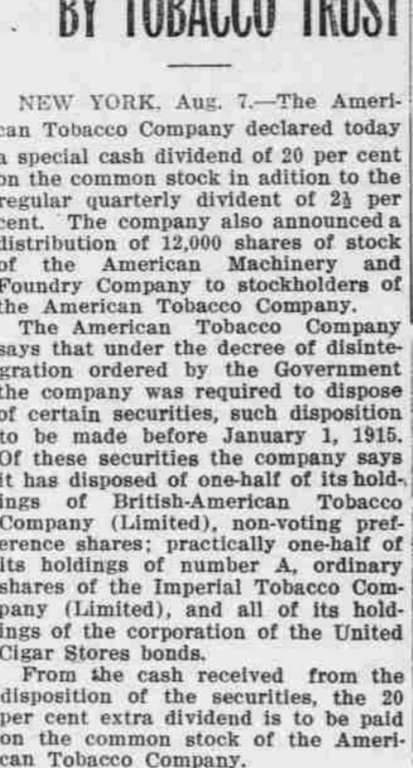 BY TOBACCO TRUST
NEW YORK, Aug. 7.—The Ameri-
can Tobacco Company declared today
a special cash dividend of 20 per cent
on the common stock in adition to the
regular quarterly divident of 2½ per
cent. The company also announced a
distribution of 12,000 shares of stock
of the American Machinery and
Foundry Company to stockholders of
the American Tobacco Company.
The American Tobacco Company
says that under the decree of disinte-
gration ordered by the Government
the company was required to dispose
of certain securities, such disposition
to be made before January 1, 1915.
Of these securities the company says
it has disposed of one-half of its hold-
ings of British-American Tobacco
Company (Limited), non-voting pref-
erence shares; practically one-half of
its holdings of number A, ordinary
shares of the Imperial Tobacco Com-
pany (Limited), and all of its hold-
ings of the corporation of the United
Cigar Stores bonds.
From the cash received from the
disposition of the securities, the 20
per cent extra dividend is to be paid
on the common stock of the Ameri-
can Tobacco Company.